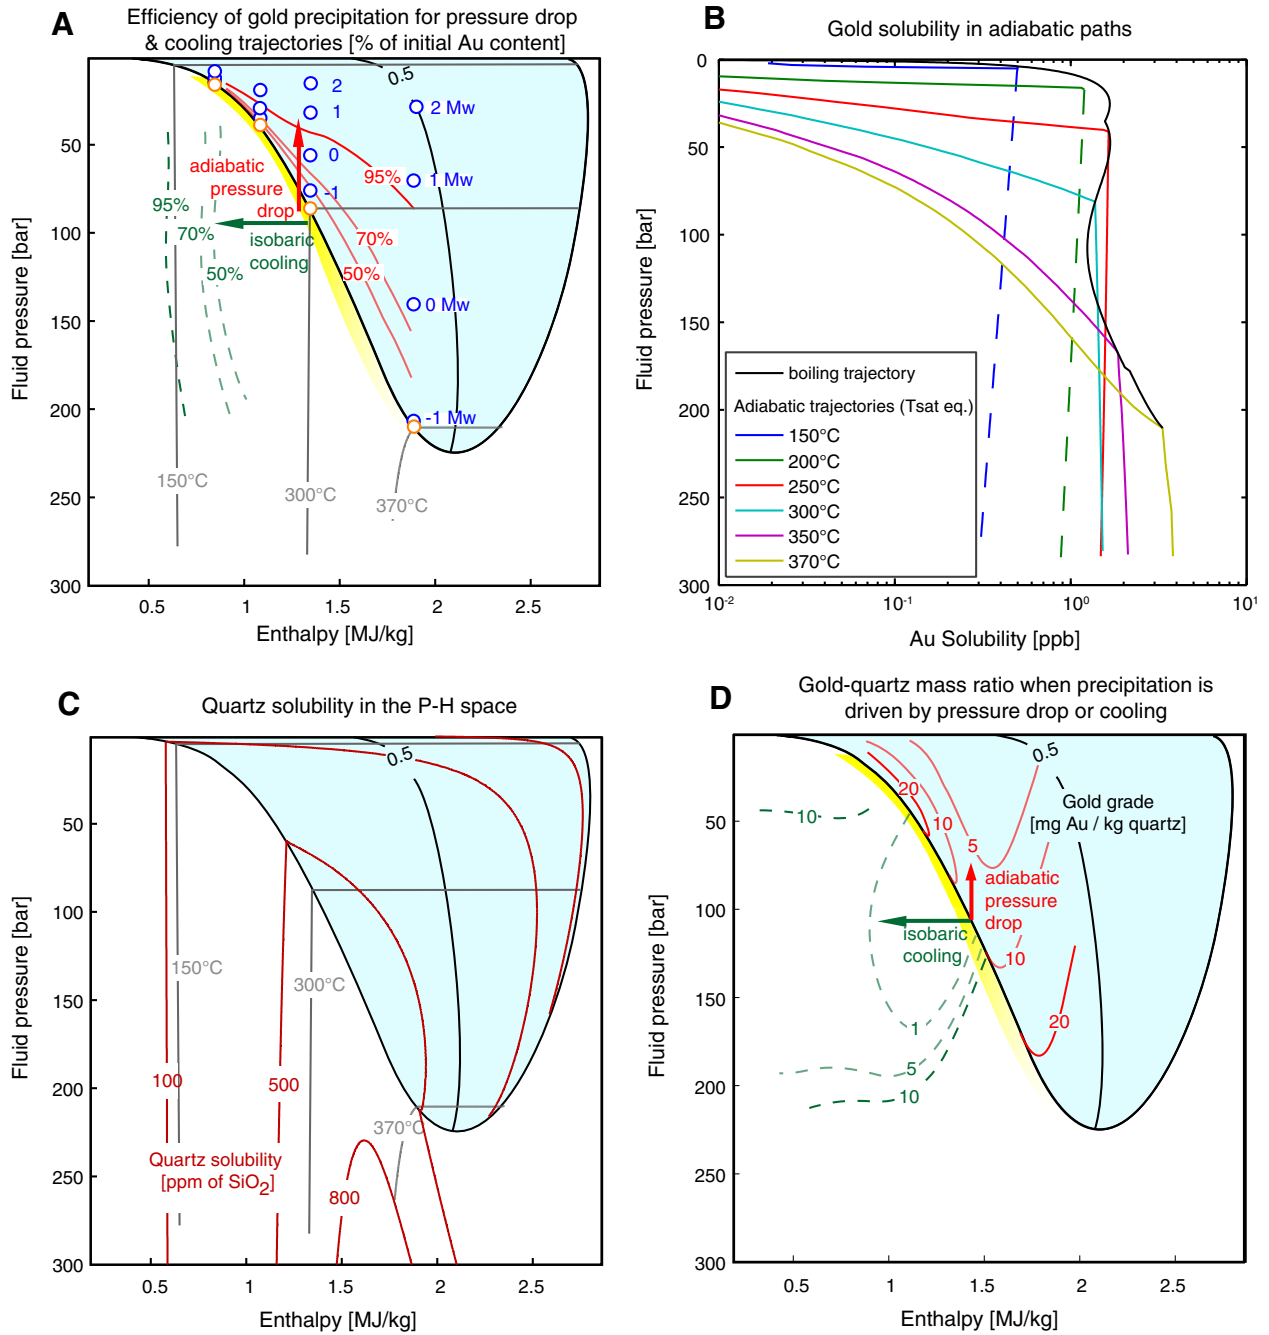 A
Efficiency of gold precipitation for pressure drop
& cooling trajectories [% of initial Au content]
0.5
2
1
0
-1
2 Mw
1 Mw
0 Mw
-1 Mw
adiabatic
pressure
drop
isobaric
cooling
95%
70%
50%
95%
70%
50%
150°C
300°C
370°C
50
100
150
200
250
300
0.5
1
1.5
2
2.5
Fluid pressure [bar]
Enthalpy [MJ/kg]
B
Gold solubility in adiabatic paths
0
50
100
150
200
250
300
10-2
10-1
100
101
Fluid pressure [bar]
Au Solubility [ppb]
boiling trajectory
Adiabatic trajectories (Tsat eq.)
150°C
200°C
250°C
300°C
350°C
370°C
C
Quartz solubility in the P-H space
0.5
150°C
300°C
370°C
100
500
800
Quartz solubility
[ppm of SiO2]
50
100
150
200
250
300
0.5
1
1.5
2
2.5
Fluid pressure [bar]
Enthalpy [MJ/kg]
D
Gold-quartz mass ratio when precipitation is
driven by pressure drop or cooling
0.5
Gold grade
[mg Au / kg quartz]
20
10
5
10
20
10
1
5
10
adiabatic
pressure
drop
isobaric
cooling
50
100
150
200
250
300
0.5
1
1.5
2
2.5
Fluid pressure [bar]
Enthalpy [MJ/kg]